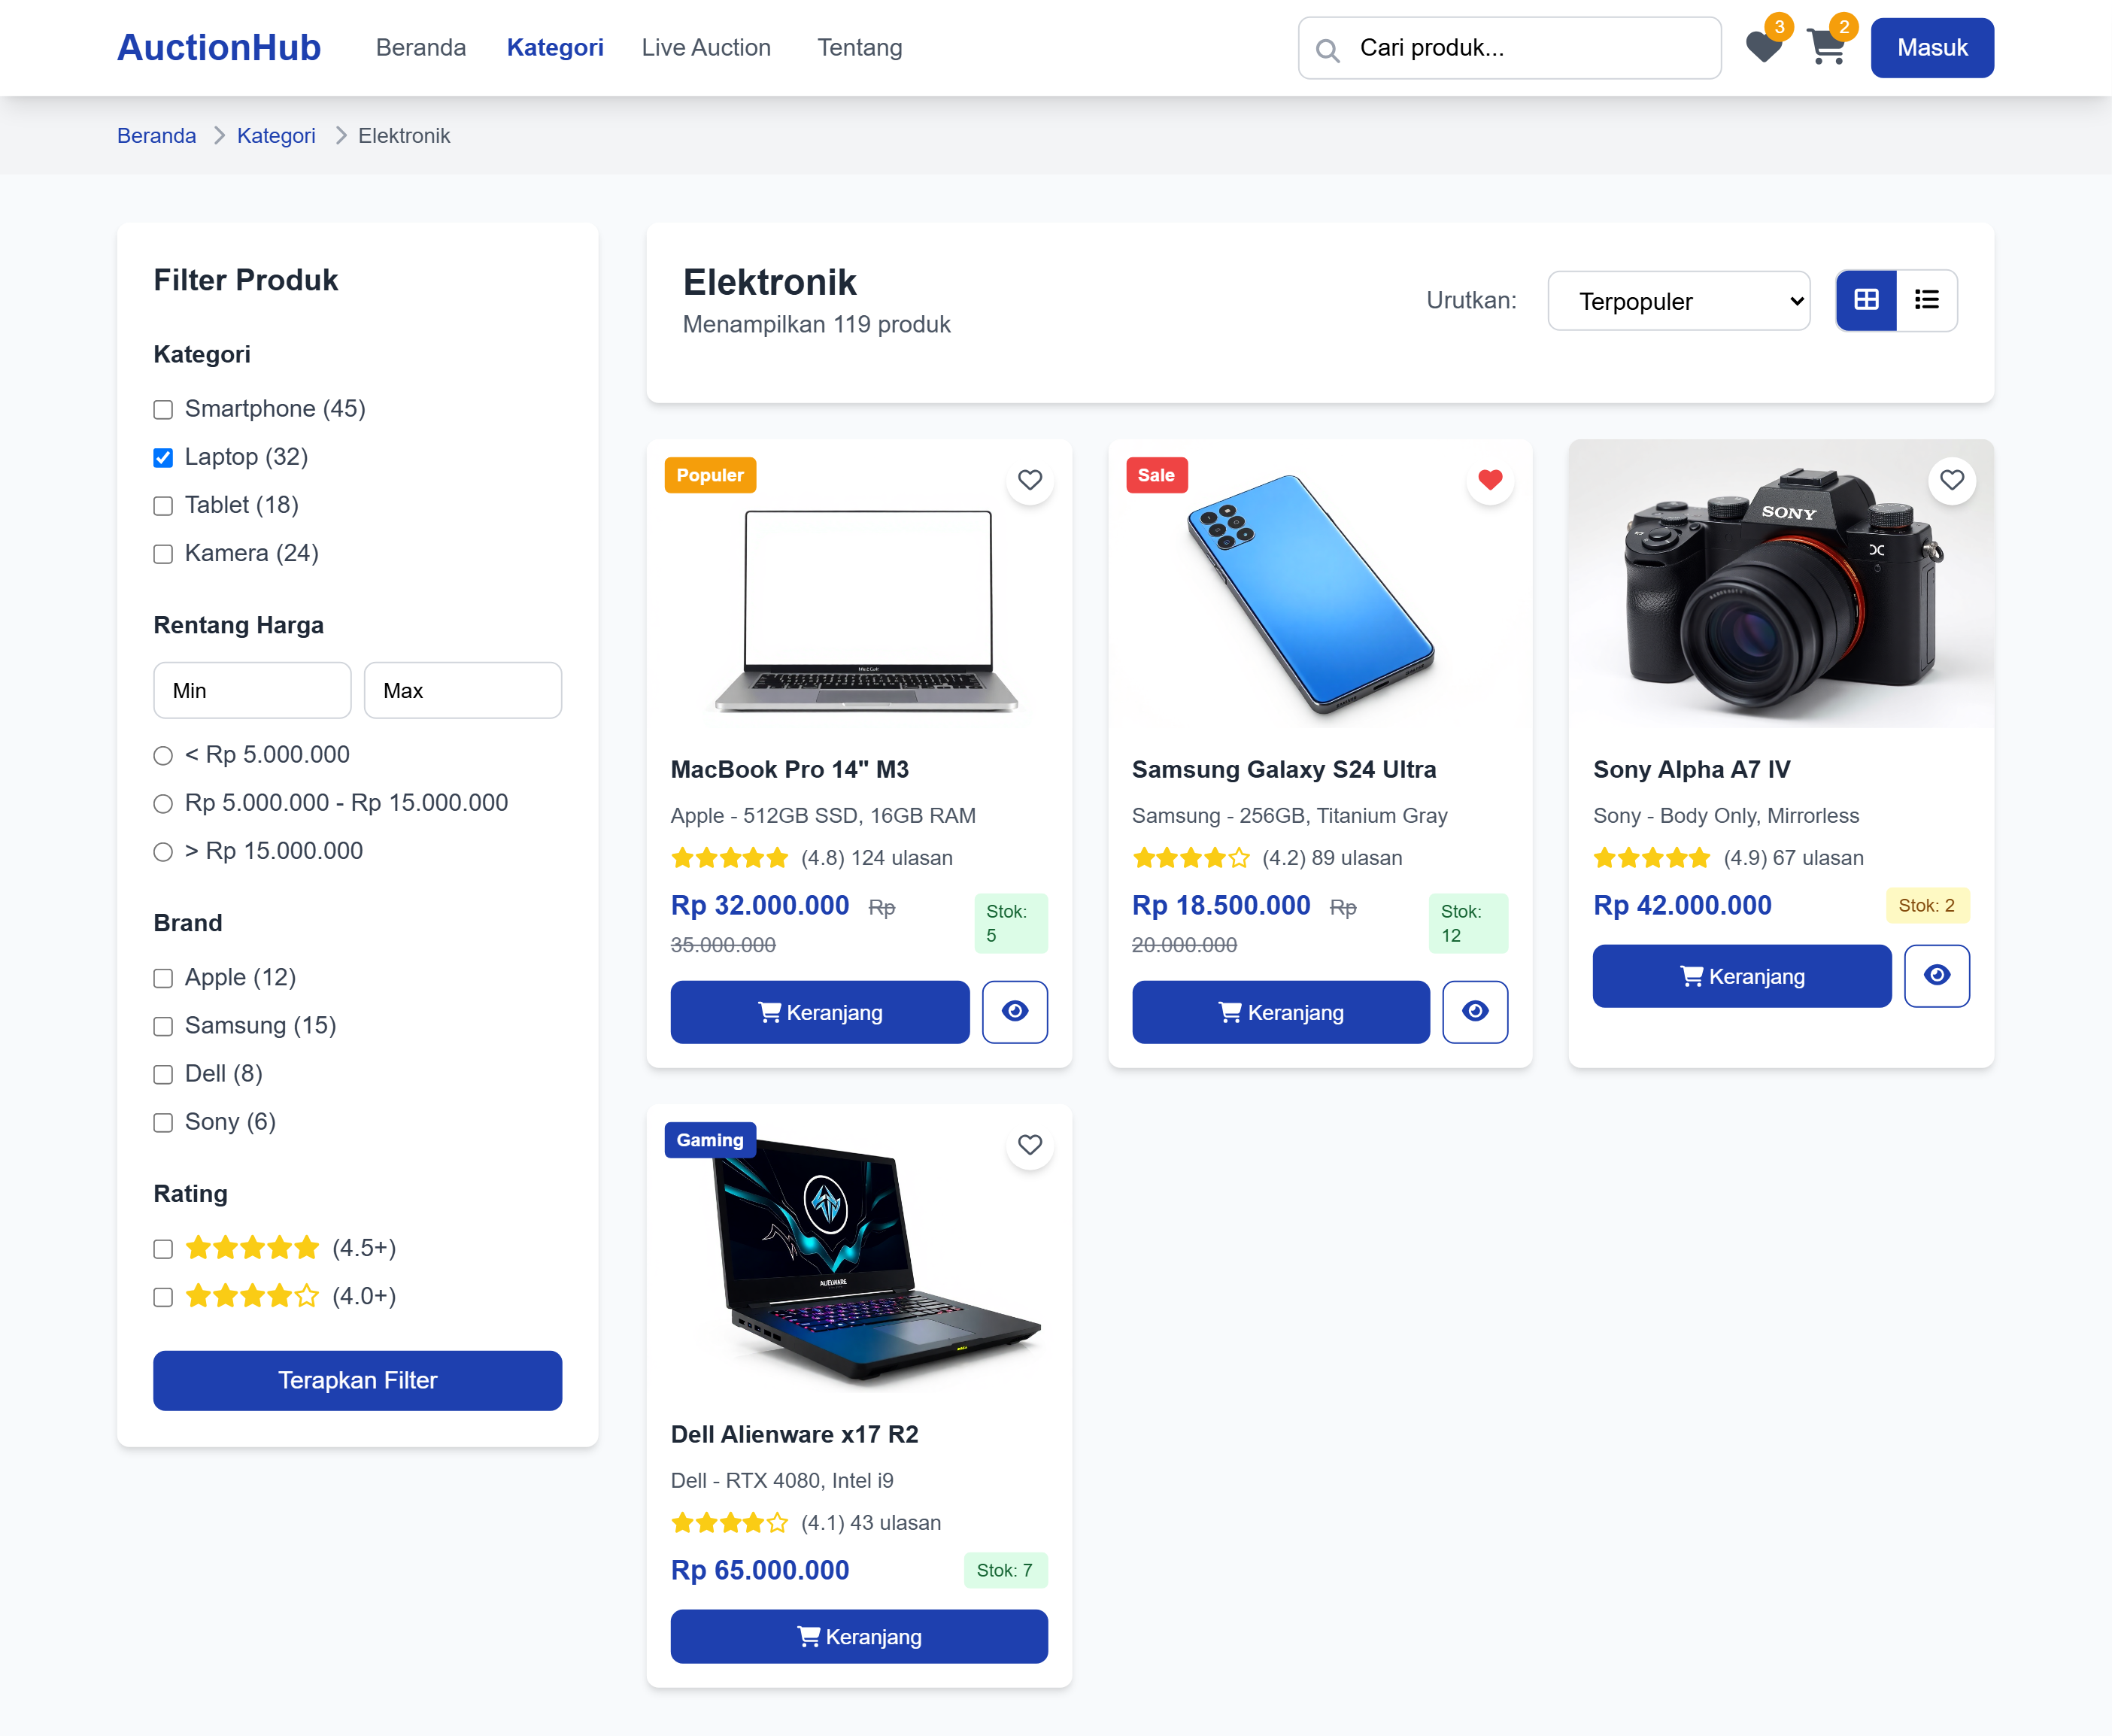 AuctionHub
Beranda
Kategori
Live Auction
Tentang
Cari produk...
3
2
Masuk
Beranda
Kategori
Elektronik
Filter Produk
Kategori
Smartphone (45)
Laptop (32)
Tablet (18)
Kamera (24)
Rentang Harga
Min
Max
< Rp 5.000.000
Rp 5.000.000 - Rp 15.000.000
> Rp 15.000.000
Brand
Apple (12)
Samsung (15)
Dell (8)
Sony (6)
Rating
(4.5+)
(4.0+)
Terapkan Filter
Elektronik
Menampilkan 119 produk
Urutkan:
Terpopuler
Populer
MacBook Pro 14" M3
Apple - 512GB SSD, 16GB RAM
(4.8) 124 ulasan
Rp 32.000.000 Rp
35.000.000
Stok:
5
Keranjang
Sale
Samsung Galaxy S24 Ultra
Samsung - 256GB, Titanium Gray
(4.2) 89 ulasan
Rp 18.500.000 Rp
20.000.000
Stok:
12
Keranjang
SONY
Sony Alpha A7 IV
Sony - Body Only, Mirrorless
(4.9) 67 ulasan
Rp 42.000.000
Stok: 2
Keranjang
Gaming
Dell Alienware x17 R2
Dell - RTX 4080, Intel i9
(4.1) 43 ulasan
Rp 65.000.000
Stok: 7
Keranjang